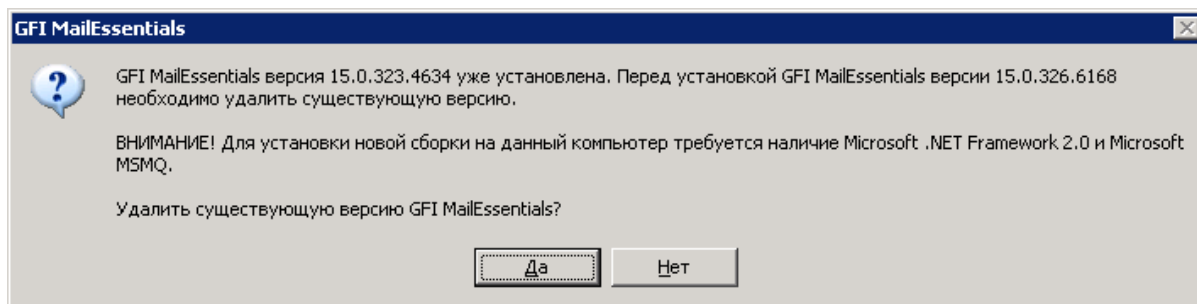 GFI MailEssentials
GFI MailEssentials версия 15.0.323.4634 уже установлена. Перед установкой GFI MailEssentials версии 15.0.326.6168
необходимо удалить существующую версию.
ВНИМАНИЕ! Для установки новой сборки на данный компьютер требуется наличие Microsoft .NET Framework 2.0 и Microsoft
MSMQ.
Удалить существующую версию GFI MailEssentials?
Да
Нет